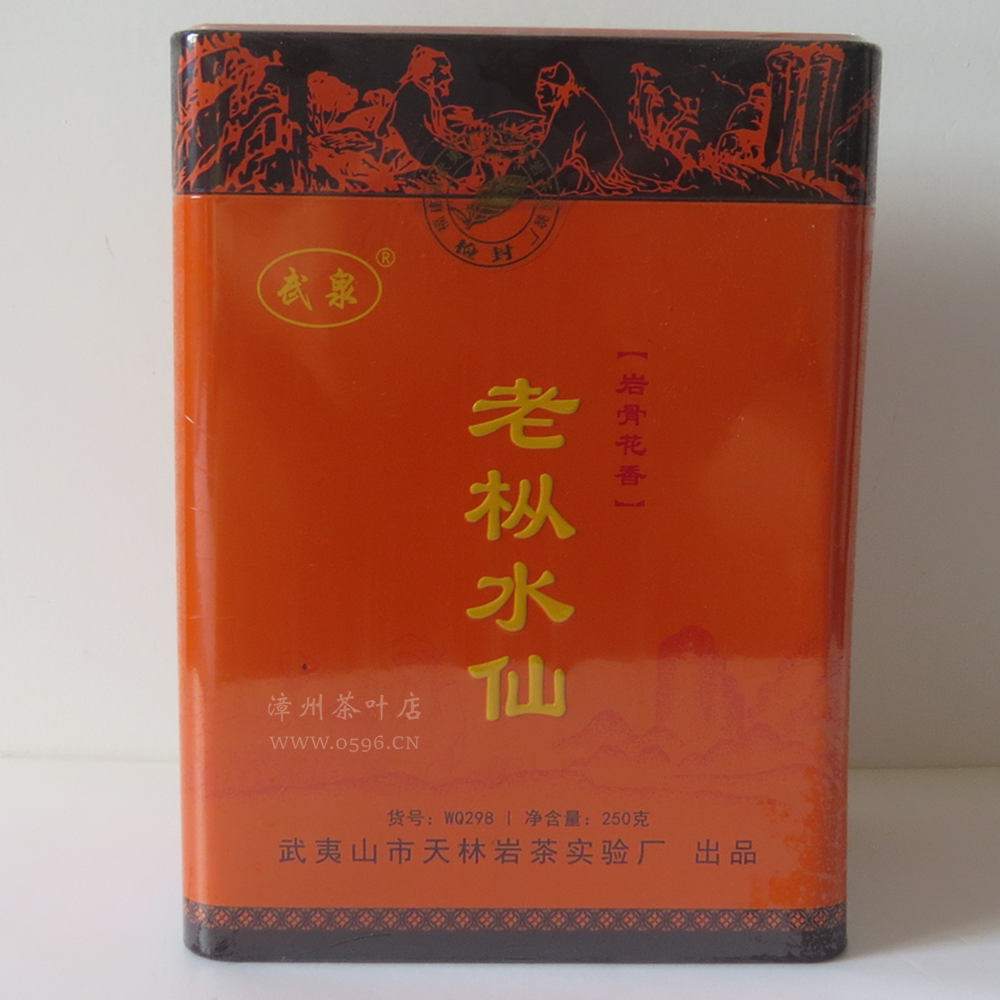 武泉®
老枞水仙
【岩骨花香】
漳州茶叶店
WWW.0596.CN
货号：WQ298 | 净含量：250克
武夷山市天林岩茶实验厂 出品